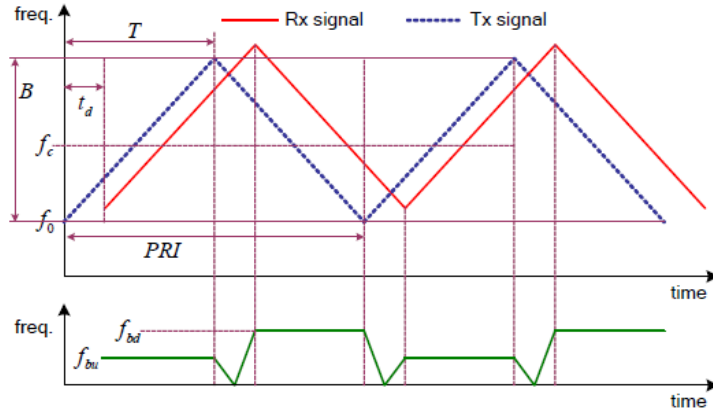 freq.
Rx signal
Tx signal
T
B
t_d
f_c
f_0
PRI
time
freq.
f_bd
f_bu
time